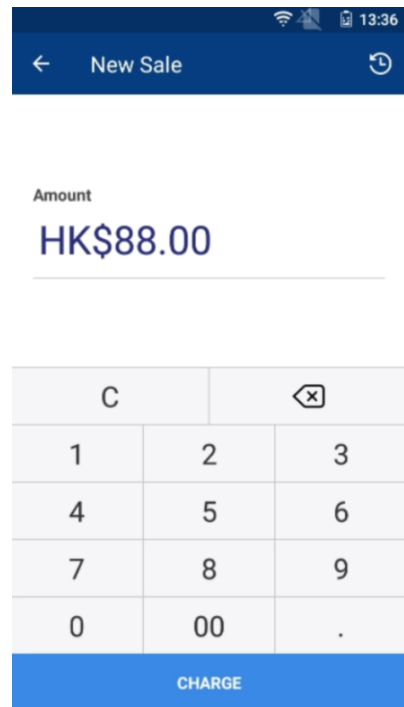 13:36
New Sale
Amount
HK$88.00
C
1 2 3
4 5 6
7 8 9
0 00 .
CHARGE